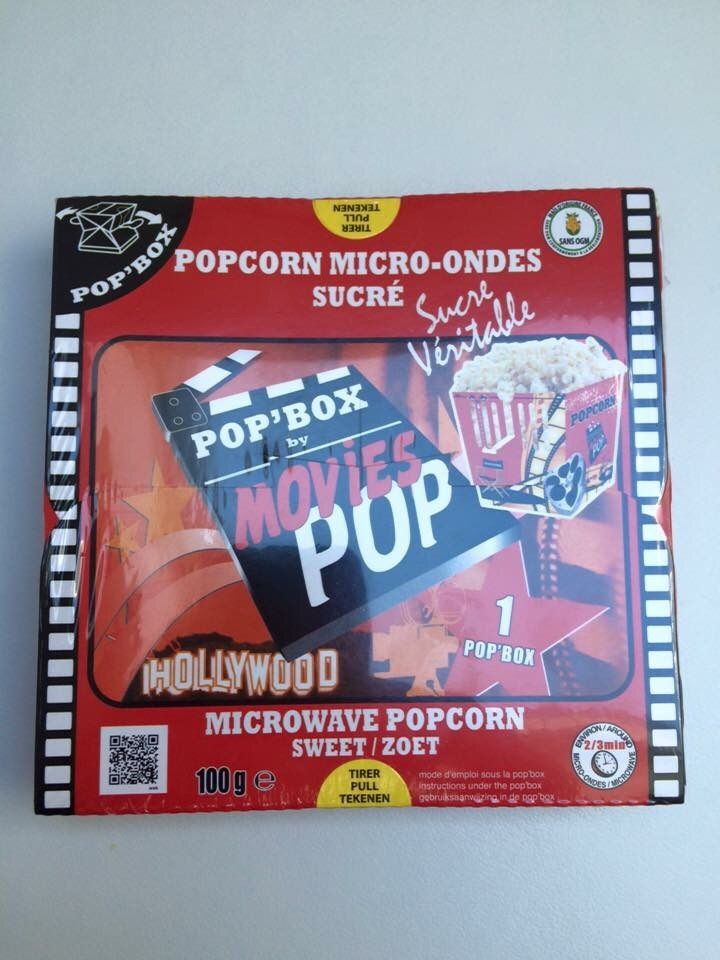 TIRER
PULL
TEKENEN
POP'BOX
SANS OGM
POPCORN MICRO-ONDES
SUCRÉ
Sucre
Véritable
POPCORN
POP
POP'BOX
by
MOVIES
POP
1
POP'BOX
HOLLYWOOD
MICROWAVE POPCORN
SWEET / ZOET
ENVIRON / AROUND
2/3min
MICRO-ONDES / MICROWAVE
100 g e
TIRER
PULL
TEKENEN
mode d'emploi sous la pop'box
instructions under the pop'box
gebruiksaanwijzing in de pop'box